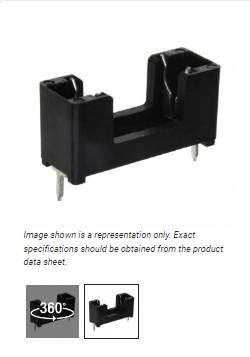 Image shown is a representation only. Exact
specifications should be obtained from the product
data sheet.
360°